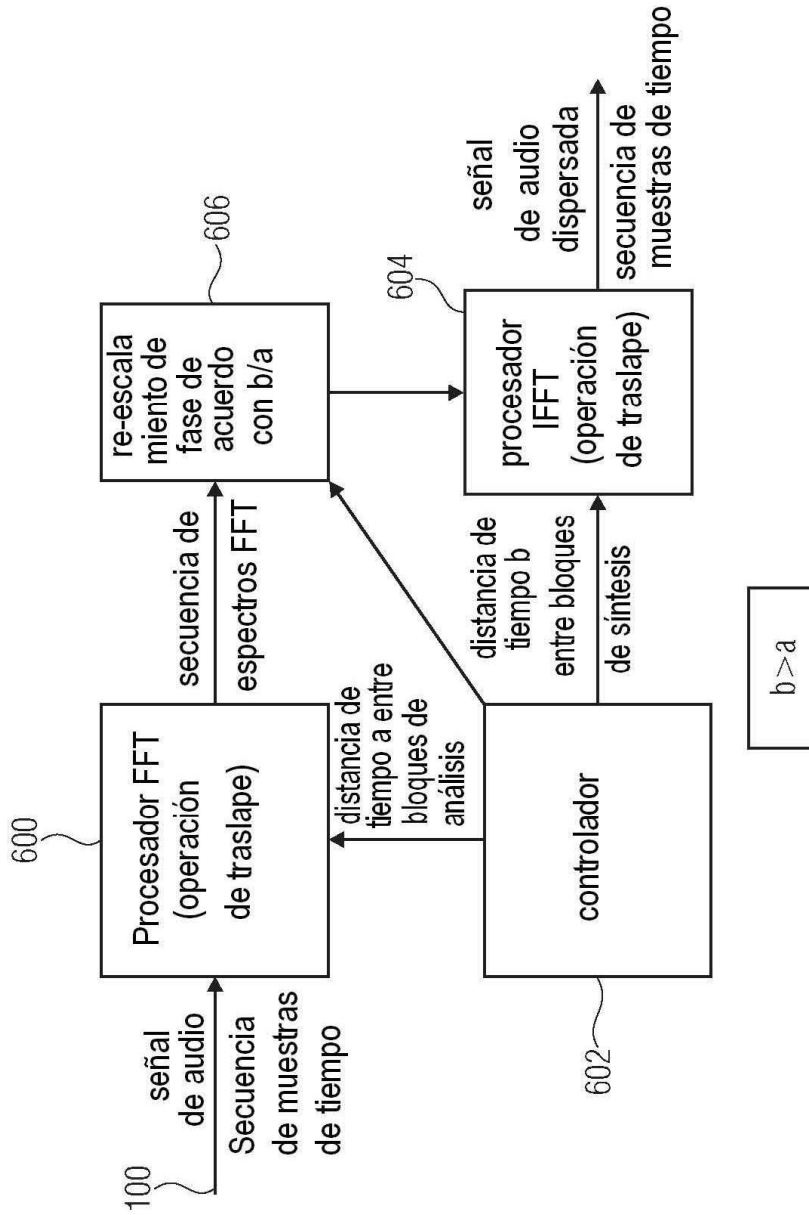 100
señal
de audio
Secuencia
de muestras
de tiempo
600
Procesador FFT
(operación
de traslape)
secuencia de
espectros FFT
606
re-escala
miento de
fase de
acuerdo
con b/a
distancia de
tiempo a entre
bloques de
análisis
602
controlador
distancia de
tiempo b
entre bloques
de síntesis
604
procesador
IFFT
(operación
de traslape)
señal
de audio
dispersada
secuencia de
muestras de tiempo
b>a